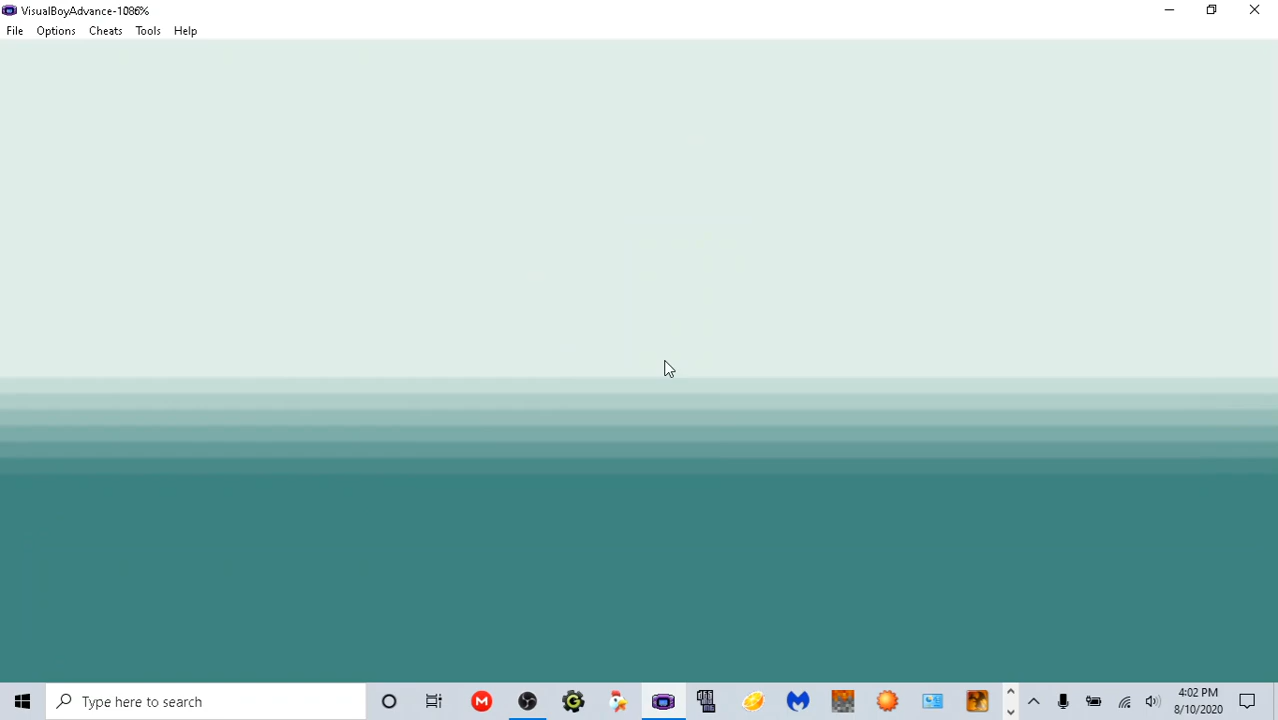 VisualBoyAdvance-1086%
File Options Cheats Tools Help
Type here to search
4:02 PM
8/10/2020